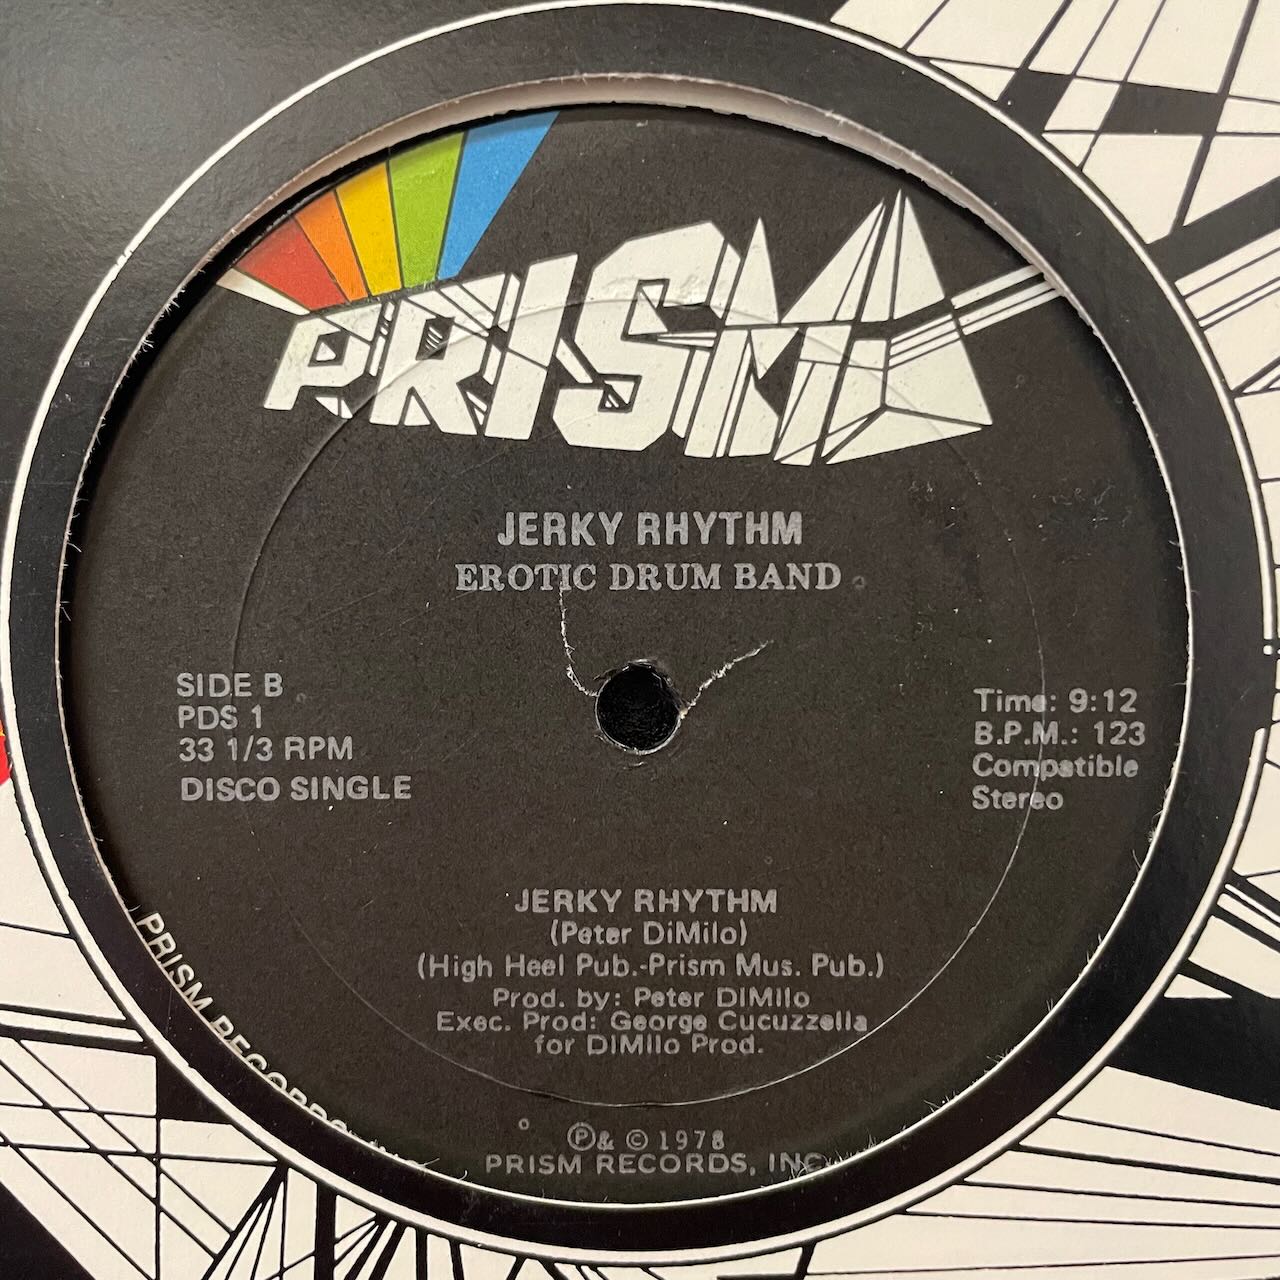 PRISM
JERKY RHYTHM
EROTIC DRUM BAND
SIDE B
PDS 1
33 1/3 RPM
DISCO SINGLE
Time: 9:12
B.P.M.: 123
Compatible
Stereo
JERKY RHYTHM
(Peter DiMilo)
(High Heel Pub.-Prism Mus. Pub.)
Prod. by: Peter DiMilo
Exec. Prod: George Cucuzzella
for DiMilo Prod.
℗& © 1978
PRISM RECORDS, INC.
PRISM RECORDS